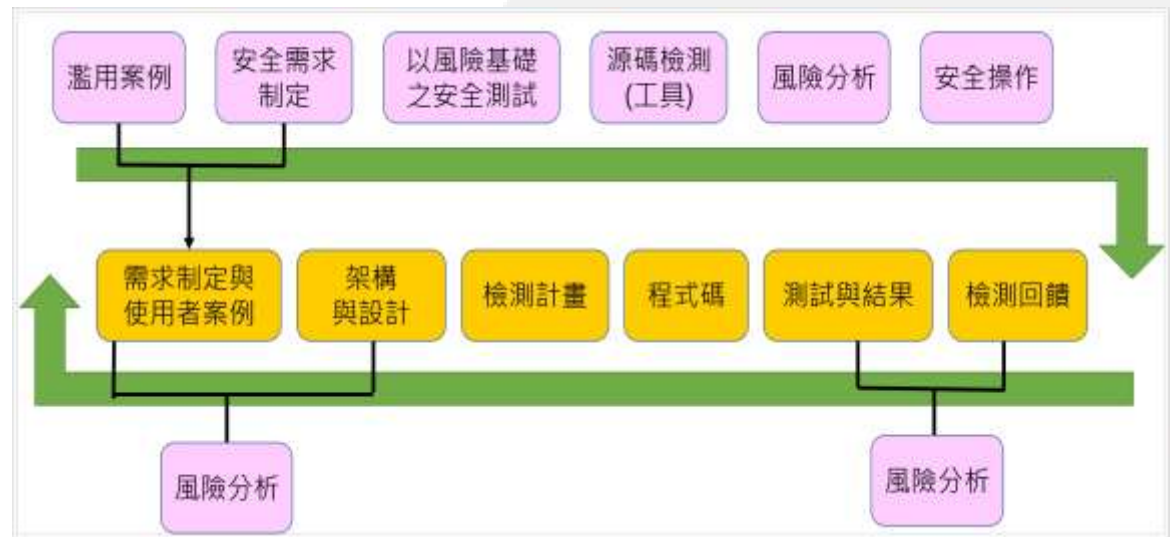 濫用案例
安全需求
制定
以風險基礎
之安全測試
源碼檢測
(工具)
風險分析
安全操作
需求制定與
使用者案例
架構
與設計
檢測計畫
程式碼
測試與結果
檢測回饋
風險分析
風險分析